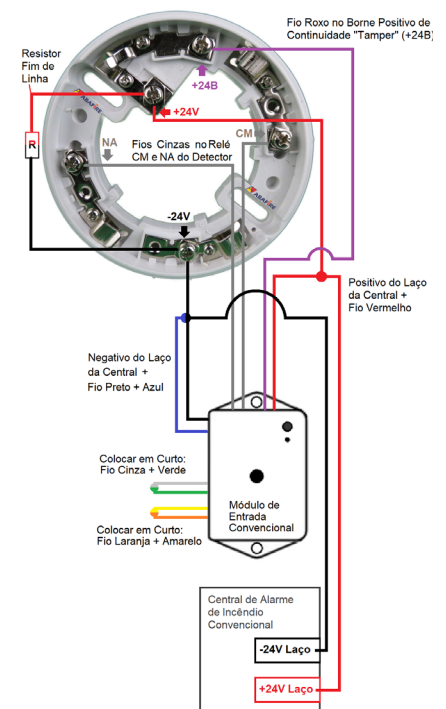 Fio Roxo no Borne Positivo de
Continuidade "Tamper" (+24B)
Resistor
Fim de
Linha
+24B
+24V
ABAFIRE
R
NA
Fios Cinzas no Relé
CM e NA do Detector
CM
ABAFIRE
-24V
Positivo do Laço
da Central +
Fio Vermelho
Negativo do Laço
da Central +
Fio Preto + Azul
Colocar em Curto:
Fio Cinza + Verde
Módulo de
Entrada
Convencional
Colocar em Curto:
Fio Laranja + Amarelo
Central de Alarme
de Incêndio
Convencional
-24V Laço
+24V Laço